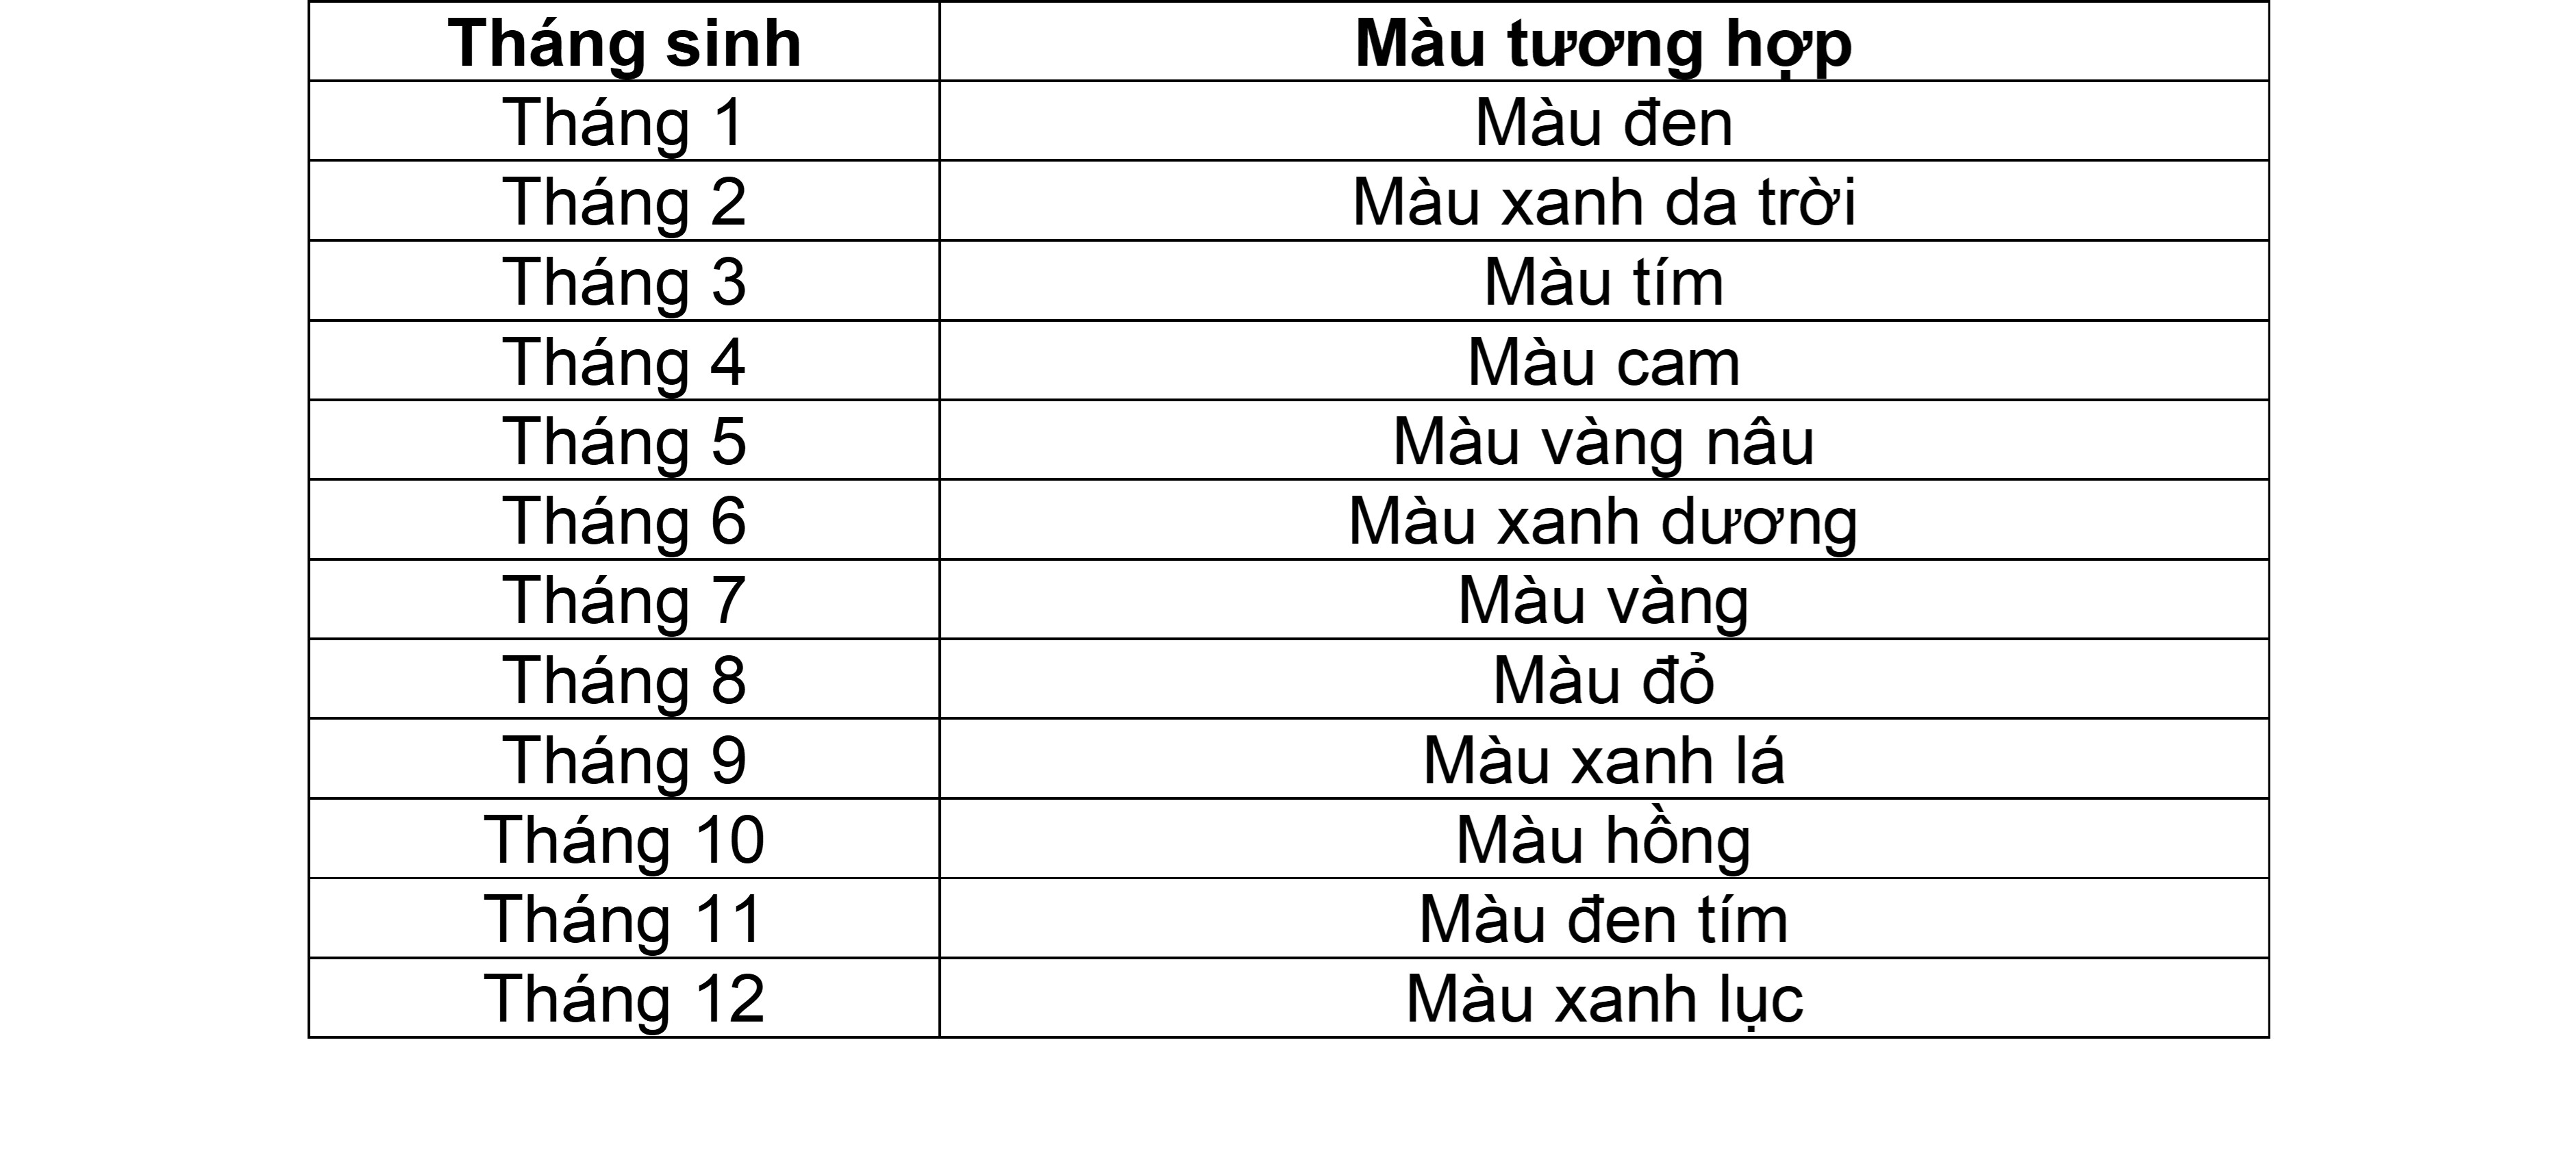 Tháng sinh Màu tương hợp
Tháng 1 Màu đen
Tháng 2 Màu xanh da trời
Tháng 3 Màu tím
Tháng 4 Màu cam
Tháng 5 Màu vàng nâu
Tháng 6 Màu xanh dương
Tháng 7 Màu vàng
Tháng 8 Màu đỏ
Tháng 9 Màu xanh lá
Tháng 10 Màu hồng
Tháng 11 Màu đen tím
Tháng 12 Màu xanh lục